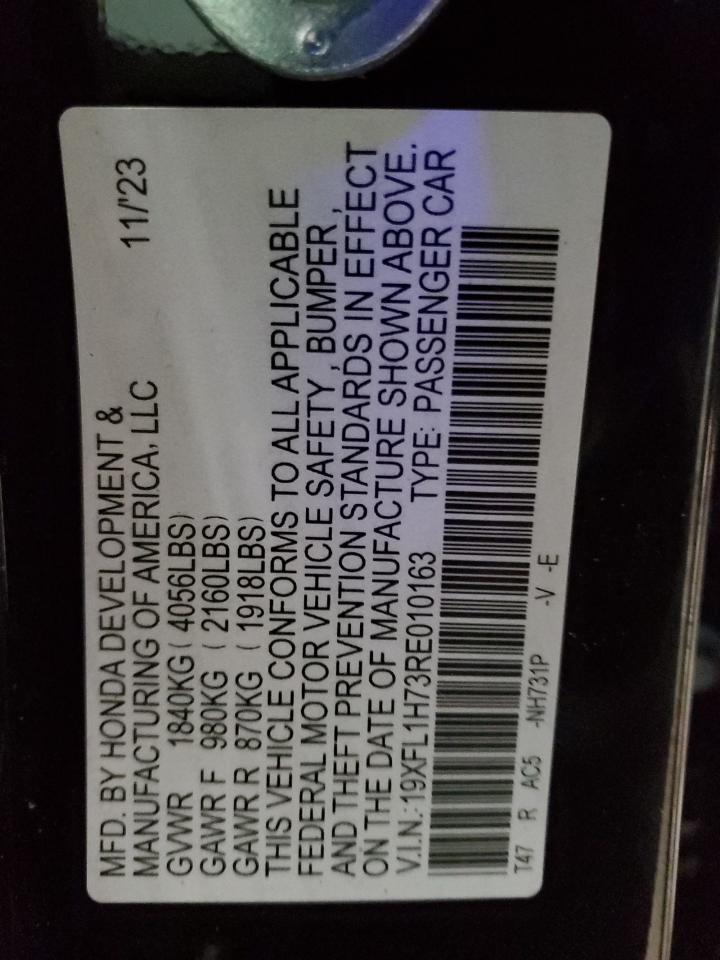 MFD. BY HONDA DEVELOPMENT & 11/'23
MANUFACTURING OF AMERICA, LLC
GVWR 1840KG ( 4056LBS)
GAWR F 980KG ( 2160LBS)
GAWR R 870KG ( 1918LBS)
THIS VEHICLE CONFORMS TO ALL APPLICABLE
FEDERAL MOTOR VEHICLE SAFETY , BUMPER ,
AND THEFT PREVENTION STANDARDS IN EFFECT
ON THE DATE OF MANUFACTURE SHOWN ABOVE.
V.I.N.:19XFL1H73RE010163 TYPE: PASSENGER CAR
T47 R AC5 -NH731P -V -E